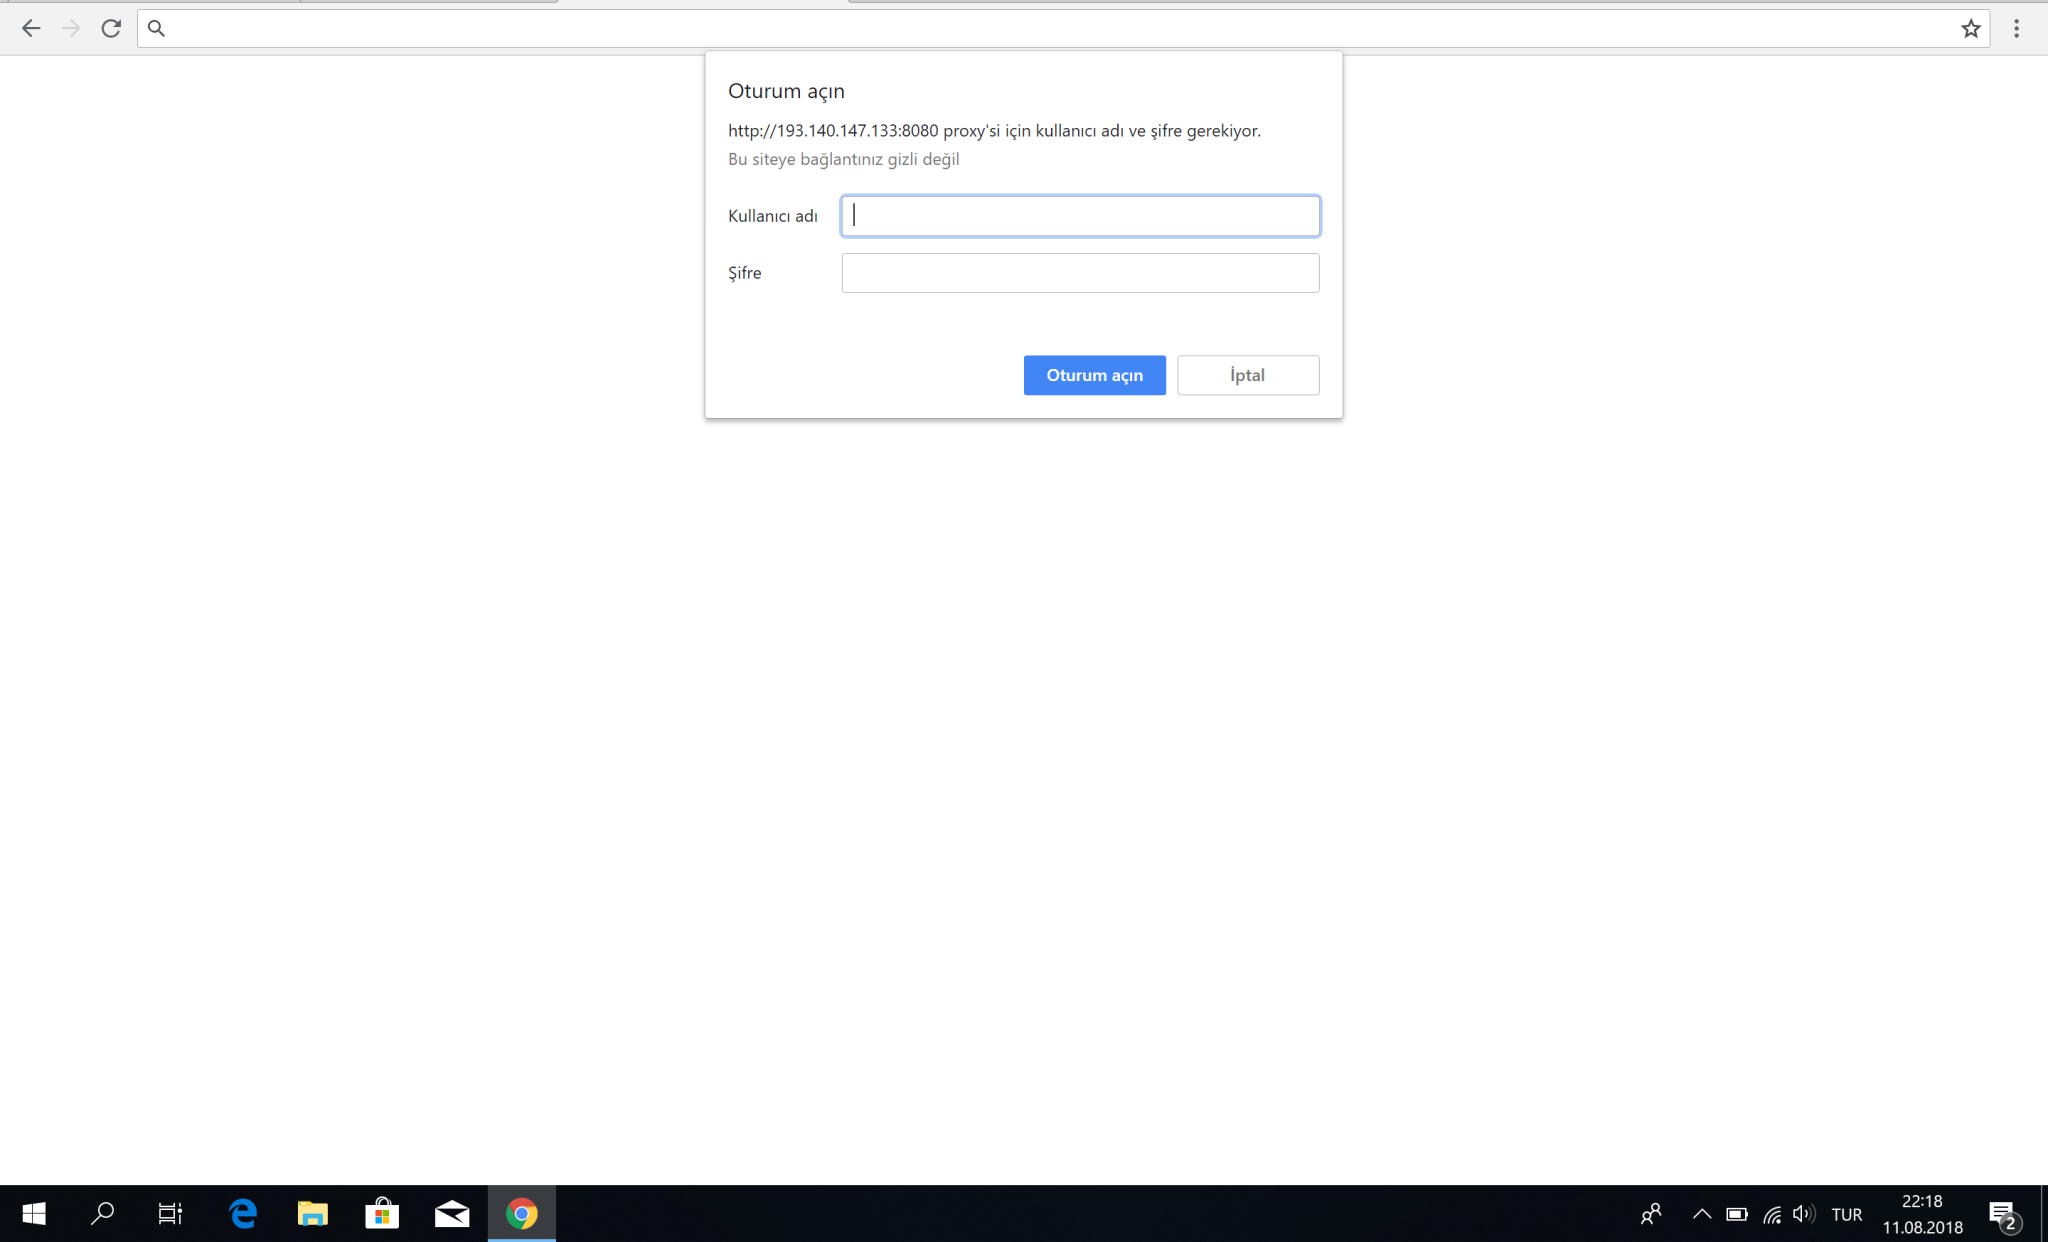 Oturum açın
http://193.140.147.133:8080 proxy'si için kullanıcı adı ve şifre gerekiyor.
Bu siteye bağlantınız gizli değil
Kullanıcı adı
Şifre
Oturum açın
İptal
TUR
22:18
11.08.2018
2